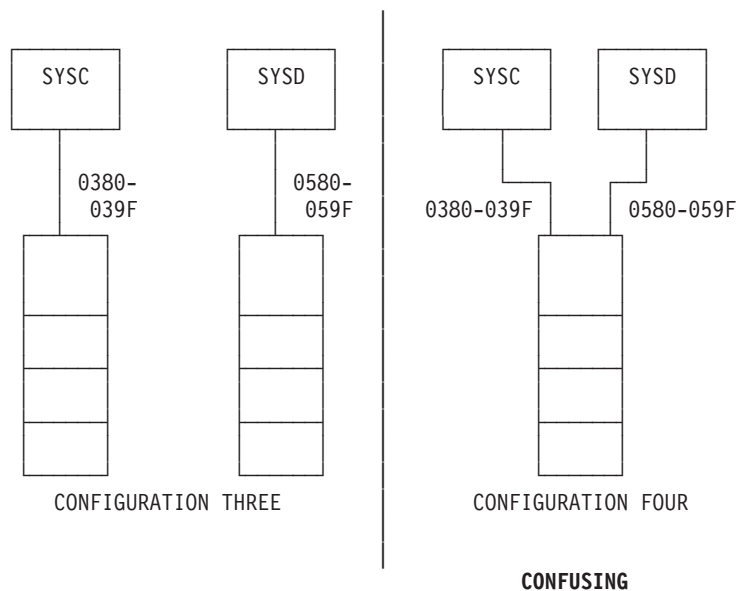 SYSC
SYSD
0380-
039F
0580-
059F
CONFIGURATION THREE
SYSC
SYSD
0380-039F
0580-059F
CONFIGURATION FOUR
CONFUSING